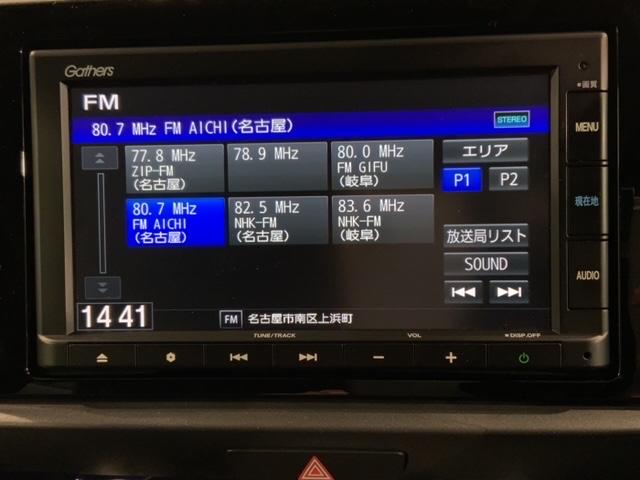 Gathers
画質
FM
80.7 MHz FM AICHI(名古屋)
STEREO
77.8 MHz
ZIP-FM
(名古屋)
78.9 MHz
80.0 MHz
FM GIFU
(岐阜)
エリア
P1
P2
80.7 MHz
FM AICHI
(名古屋)
82.5 MHz
NHK-FM
(名古屋)
83.6 MHz
NHK-FM
(岐阜)
放送局リスト
SOUND
14 41
FM 名古屋市南区上浜町
MENU
現在地
AUDIO
TUNE/TRACK
VOL
DISP.OFF